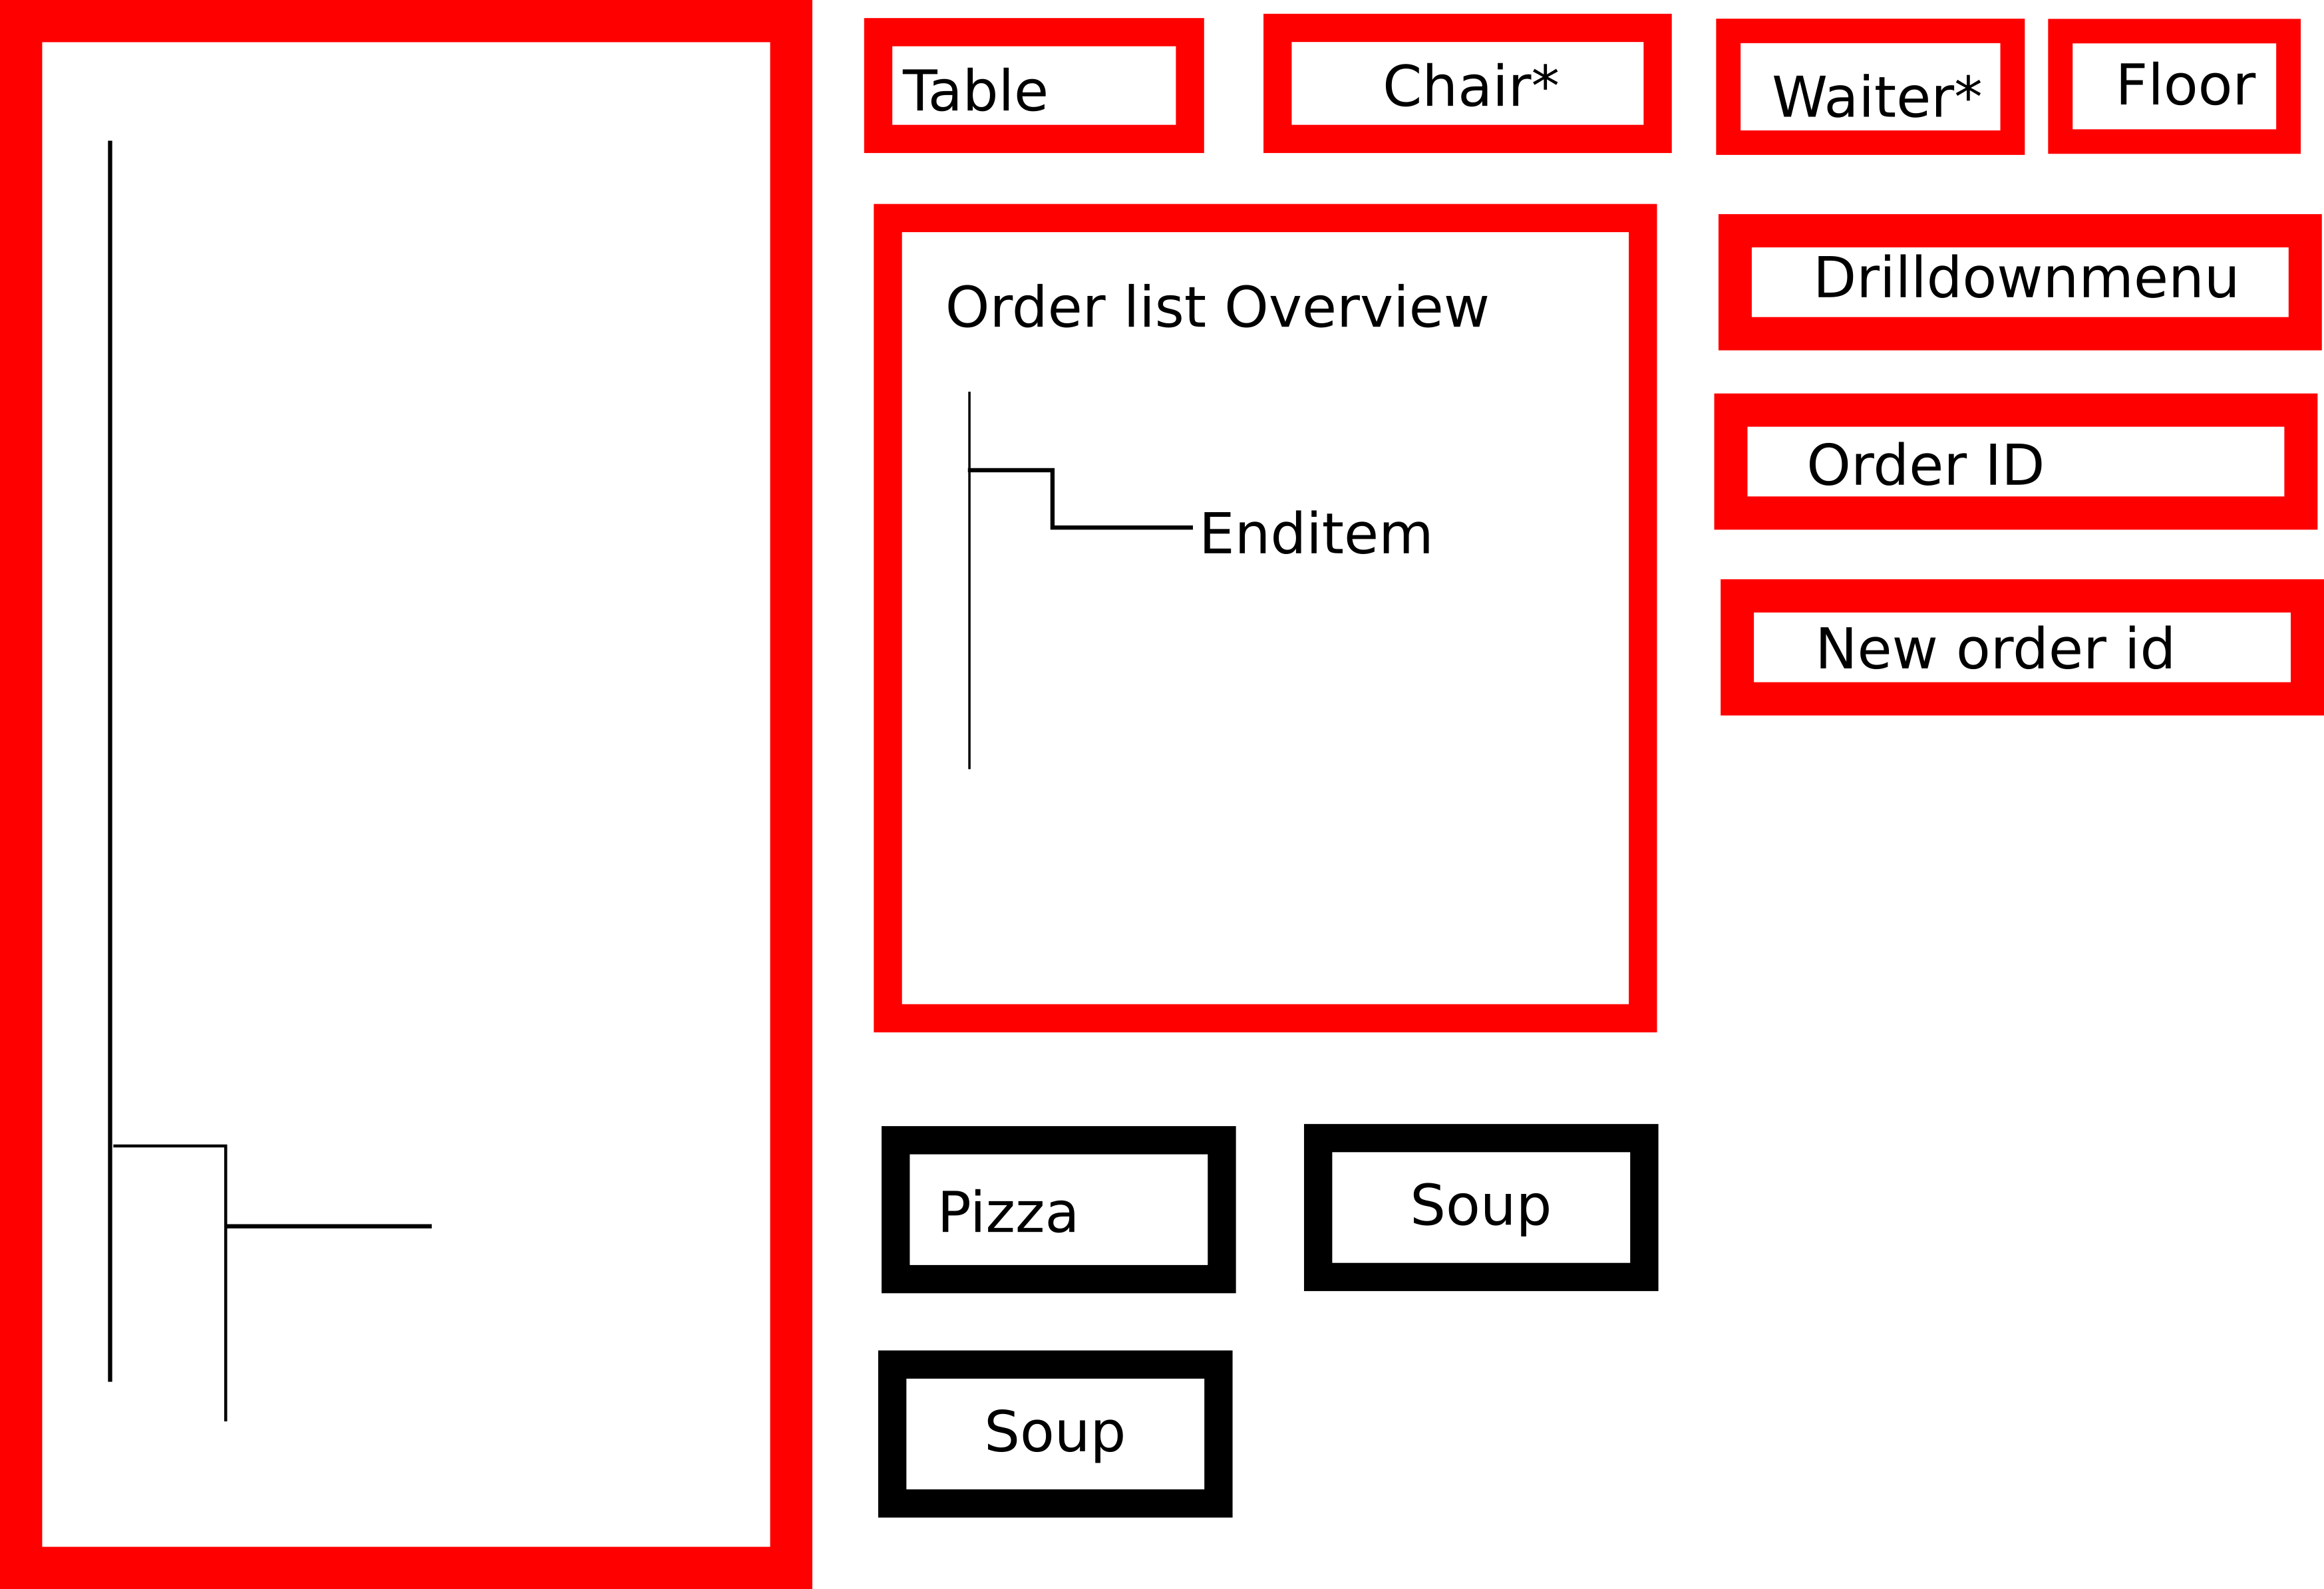 Table
Chair*
Waiter*
Floor
Order list Overview
Drilldownmenu
Order ID
Enditem
New order id
Pizza
Soup
Soup